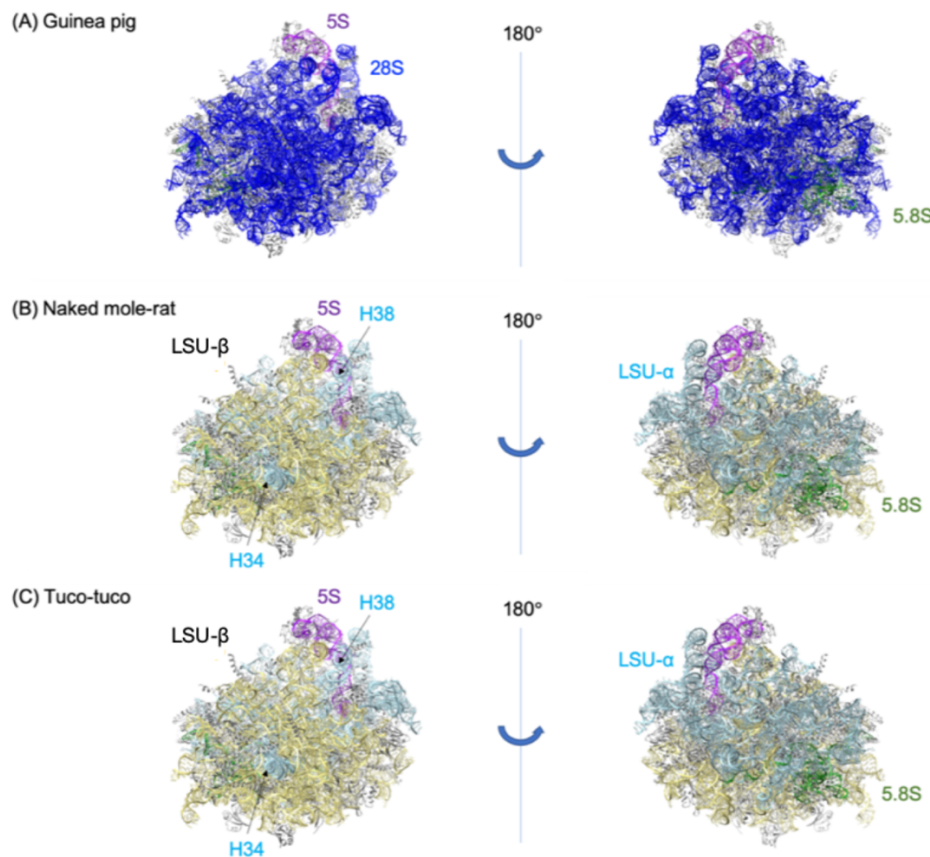 (A) Guinea pig
5S
180°
28S
5.8S
(B) Naked mole-rat
5S
H38
180°
LSU-β
LSU-α
5.8S
H34
(C) Tuco-tuco
5S
H38
180°
LSU-β
LSU-α
5.8S
H34